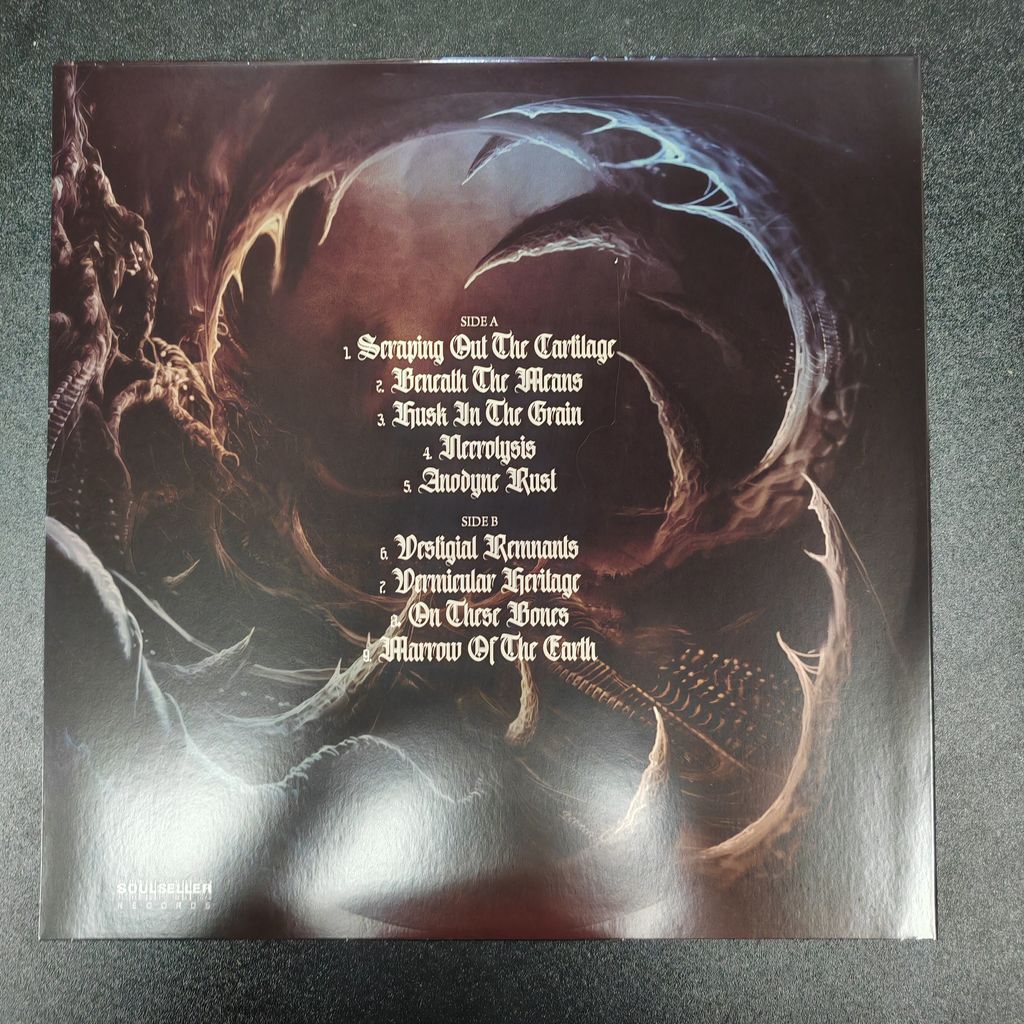 SIDE A
1. Scraping Out The Cartilage
2. Beneath The Means
3. Husk In The Grain
4. Necrolysis
5. Anodyne Rust
SIDE B
6. Vestigial Remnants
7. Vermicular Heritage
8. On These Bones
9. Marrow Of The Earth
SOULSELLER
RECORDS